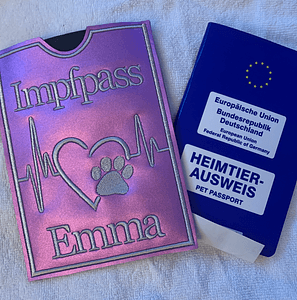 Impfpass
Emma
Europäische Union
Bundesrepublik
Deutschland
European Union
Federal Republic of Germany
HEIMTIER-
AUSWEIS
PET PASSPORT